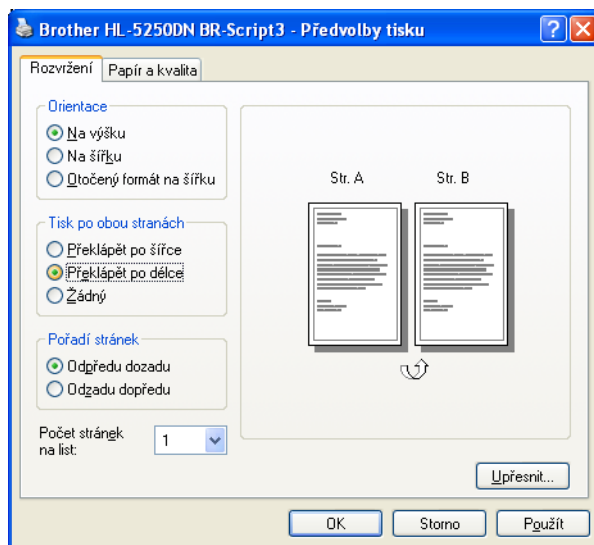 Brother HL-5250DN BR-Script3 - Předvolby tisku
Rozvržení
Papír a kvalita
Orientace
Na výšku
Na šířku
Otočený formát na šířku
Tisk po obou stranách
Překlápět po šířce
Překlápět po délce
Žádný
Pořadí stránek
Odpředu dozadu
Odzadu dopředu
Počet stránek
na list:
1
Str. A
Str. B
Upřesnit...
OK
Storno
Použít